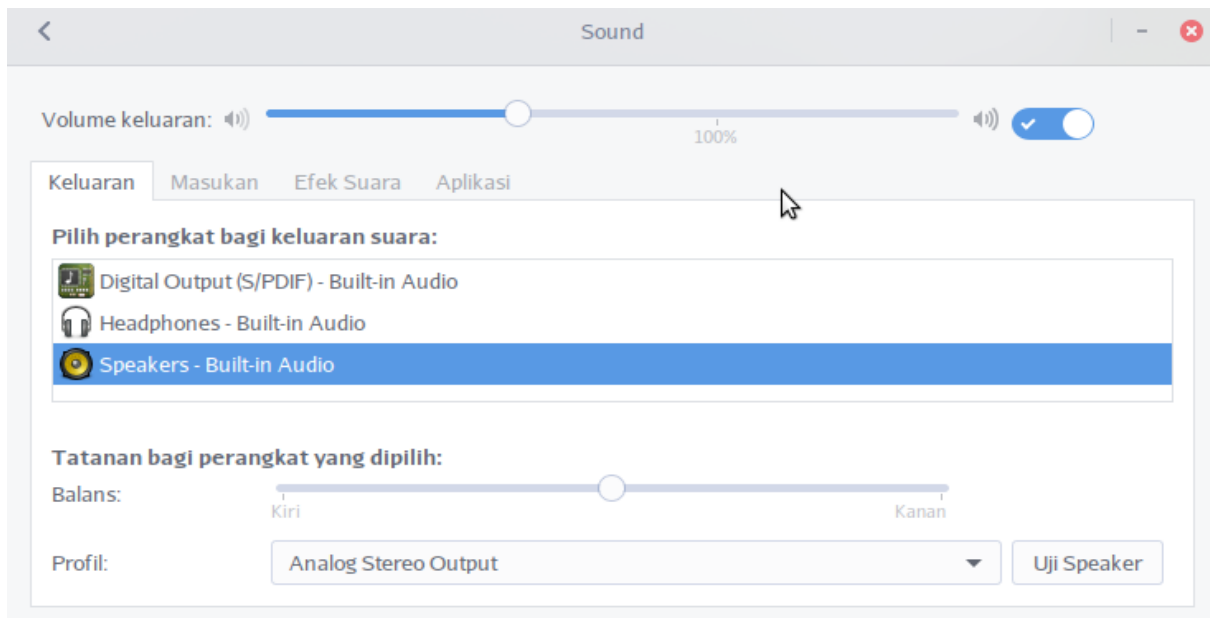 Sound
Volume keluaran:
100%
Keluaran Masukan Efek Suara Aplikasi
Pilih perangkat bagi keluaran suara:
Digital Output (S/PDIF) - Built-in Audio
Headphones - Built-in Audio
Speakers - Built-in Audio
Tatanan bagi perangkat yang dipilih:
Balans:
Kiri Kanan
Profil: Analog Stereo Output Uji Speaker